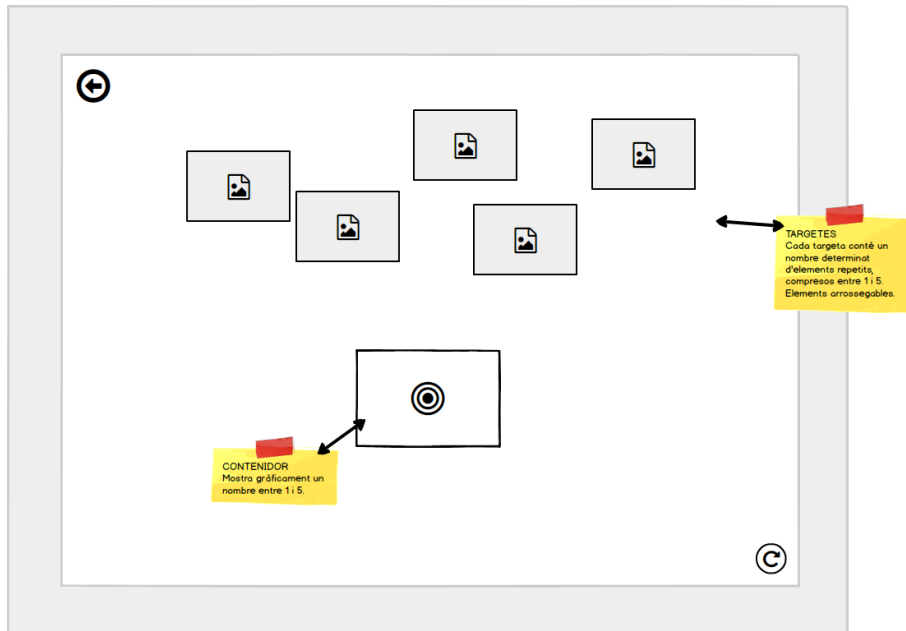 TARGETES
Cada targeta conté un
nombre determinat
d'elements repetits,
compresos entre 1 i 5.
Elements arrossegables.
CONTENIDOR
Mostra gràficament un
nombre entre 1 i 5.